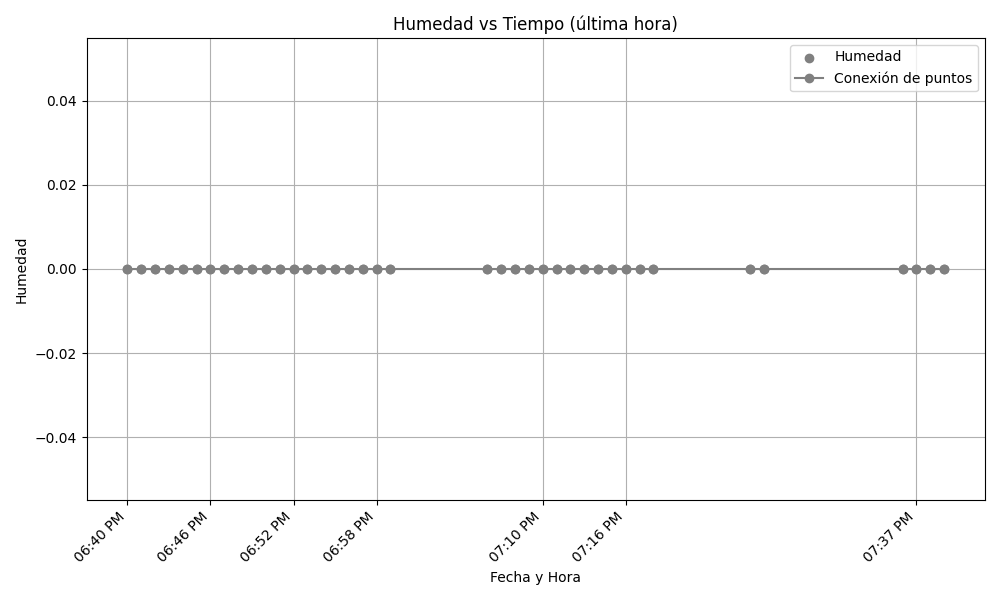 Humedad vs Tiempo (última hora)
Humedad
Conexión de puntos
0.04
0.02
0.00
−0.02
−0.04
Humedad
06:40 PM
06:46 PM
06:52 PM
06:58 PM
07:10 PM
07:16 PM
07:37 PM
Fecha y Hora